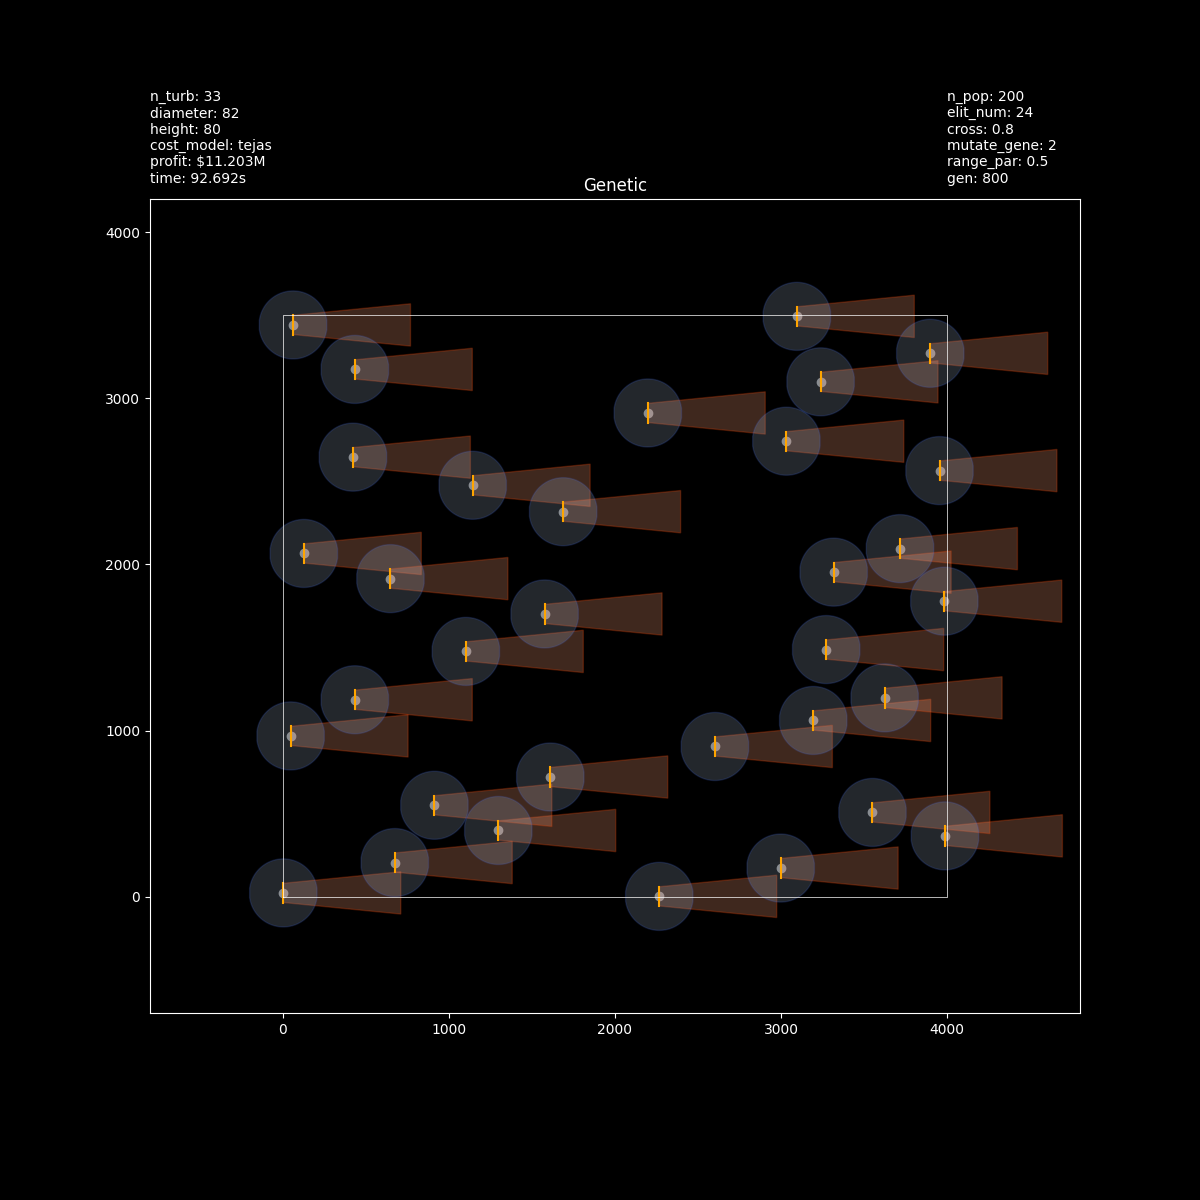 n_turb: 33
diameter: 82
height: 80
cost_model: tejas
profit: $11.203M
time: 92.692s
n_pop: 200
elit_num: 24
cross: 0.8
mutate_gene: 2
range_par: 0.5
gen: 800
Genetic
4000
3000
2000
1000
0
0 1000 2000 3000 4000